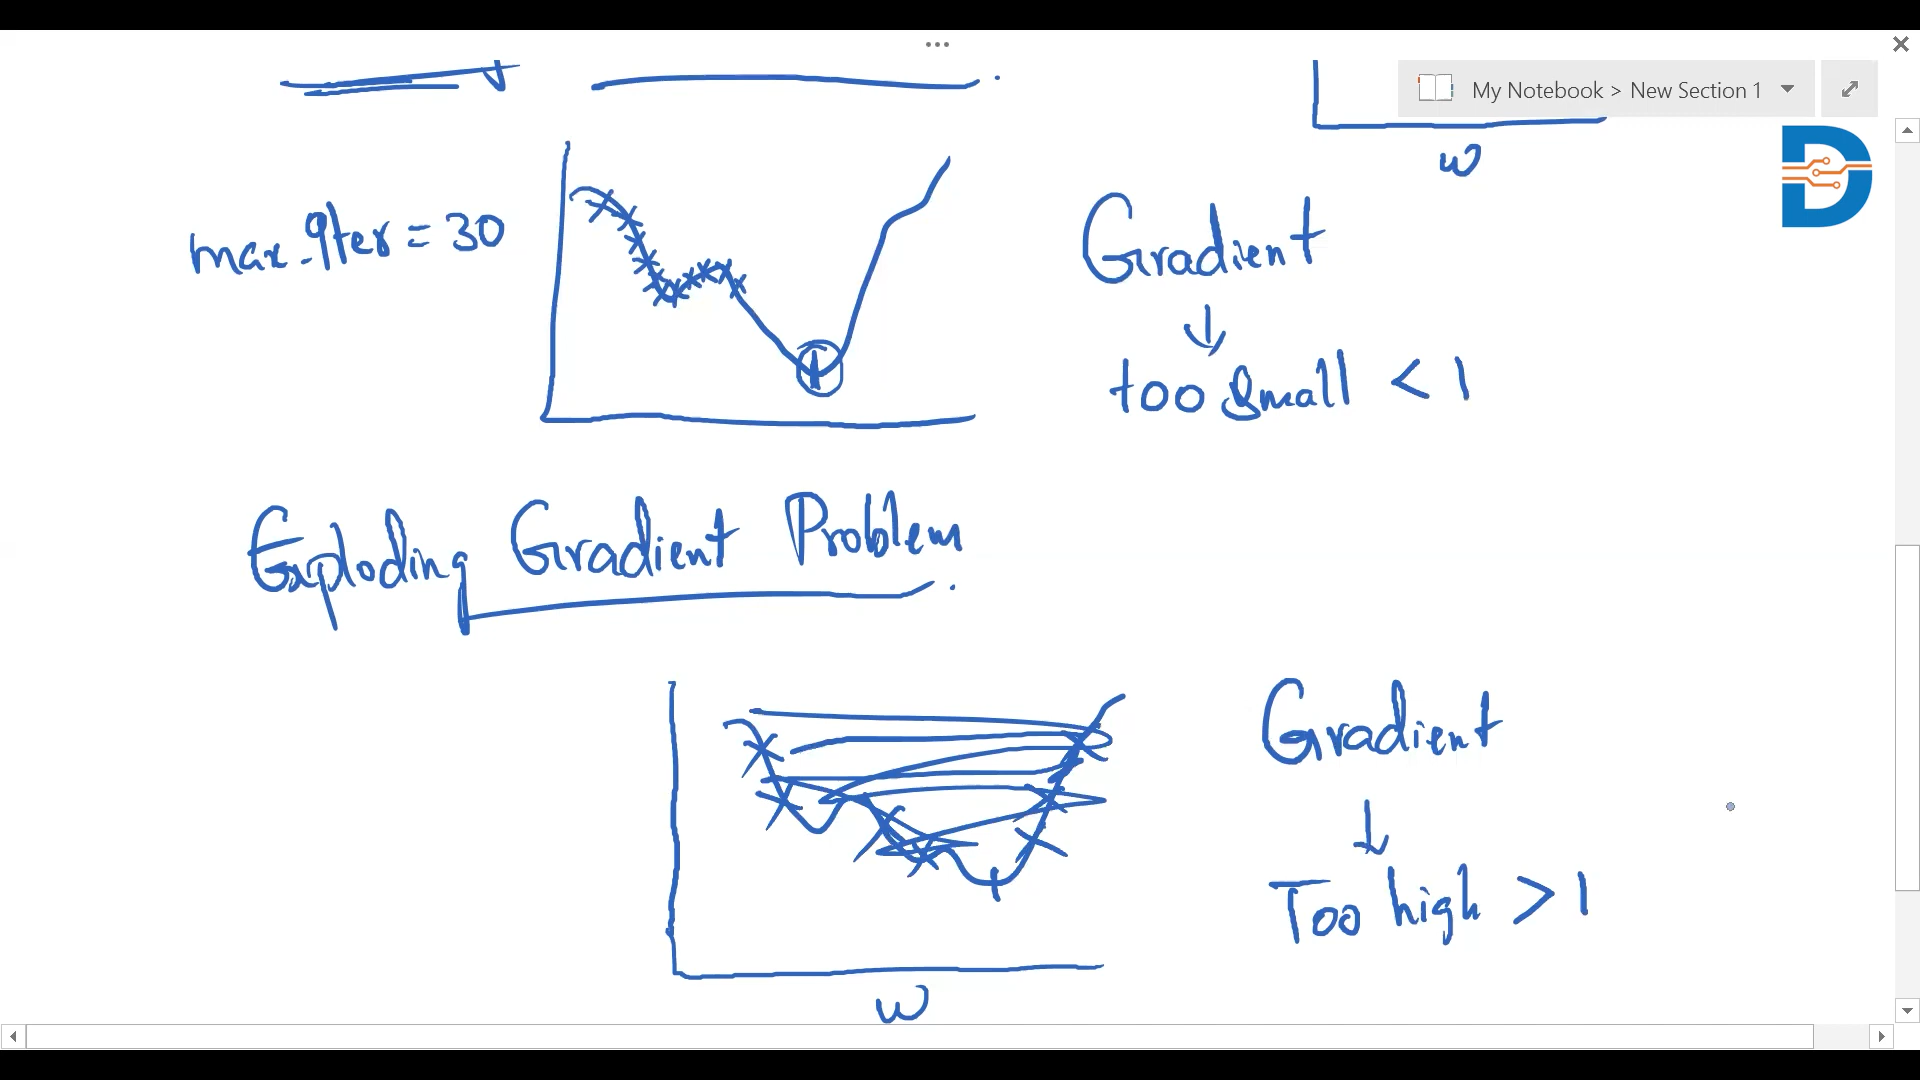 My Notebook > New Section 1
w
max_iter = 30
Gradient
↓
too small < 1
Exploding Gradient Problem
Gradient
↓
Too high > 1
w